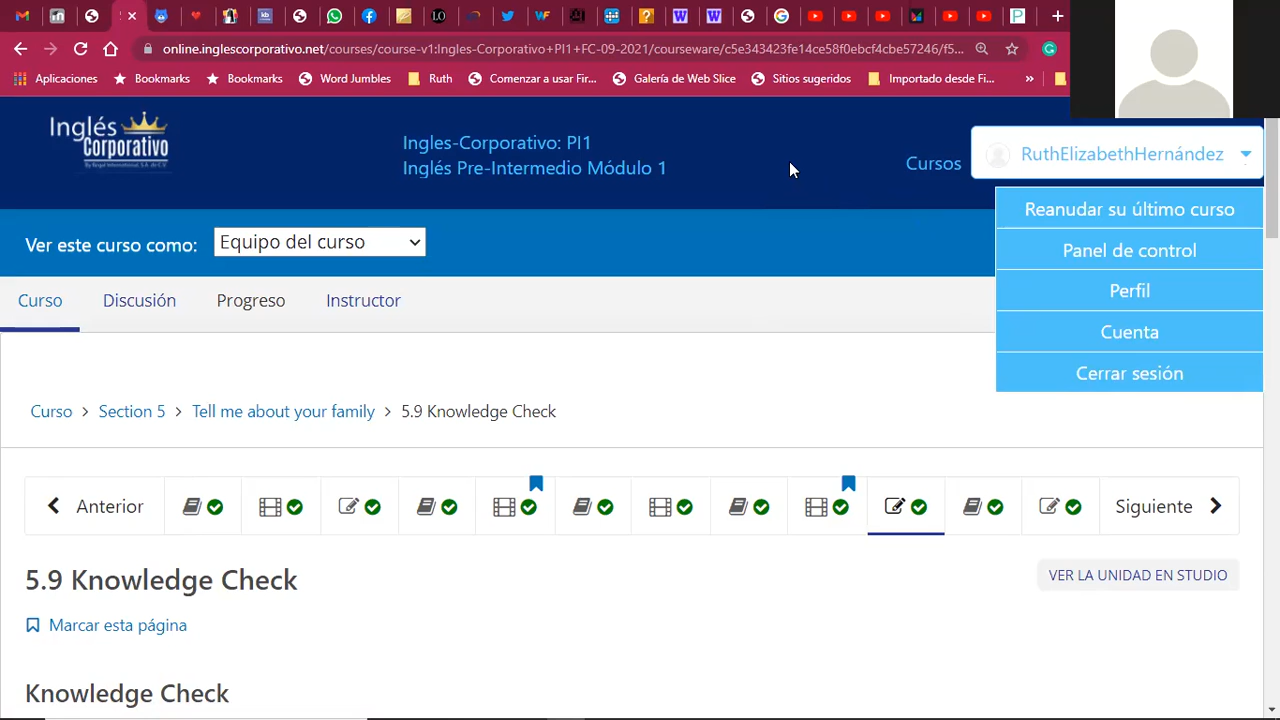 online.inglescorporativo.net/courses/course-v1:Ingles-Corporativo+PI1+FC-09-2021/courseware/c5e343423fe14ce58f0ebcf4cbe57246/f5...
Aplicaciones Bookmarks Bookmarks Word Jumbles Ruth Comenzar a usar Fir... Galería de Web Slice Sitios sugeridos Importado desde Fi... »
Inglés
Corporativo
Ingles-Corporativo: PI1
Inglés Pre-Intermedio Módulo 1
Cursos
RuthElizabethHernández
Reanudar su último curso
Panel de control
Perfil
Cuenta
Cerrar sesión
Ver este curso como: Equipo del curso
Curso Discusión Progreso Instructor
Curso > Section 5 > Tell me about your family > 5.9 Knowledge Check
Anterior Siguiente
5.9 Knowledge Check
VER LA UNIDAD EN STUDIO
Marcar esta página
Knowledge Check